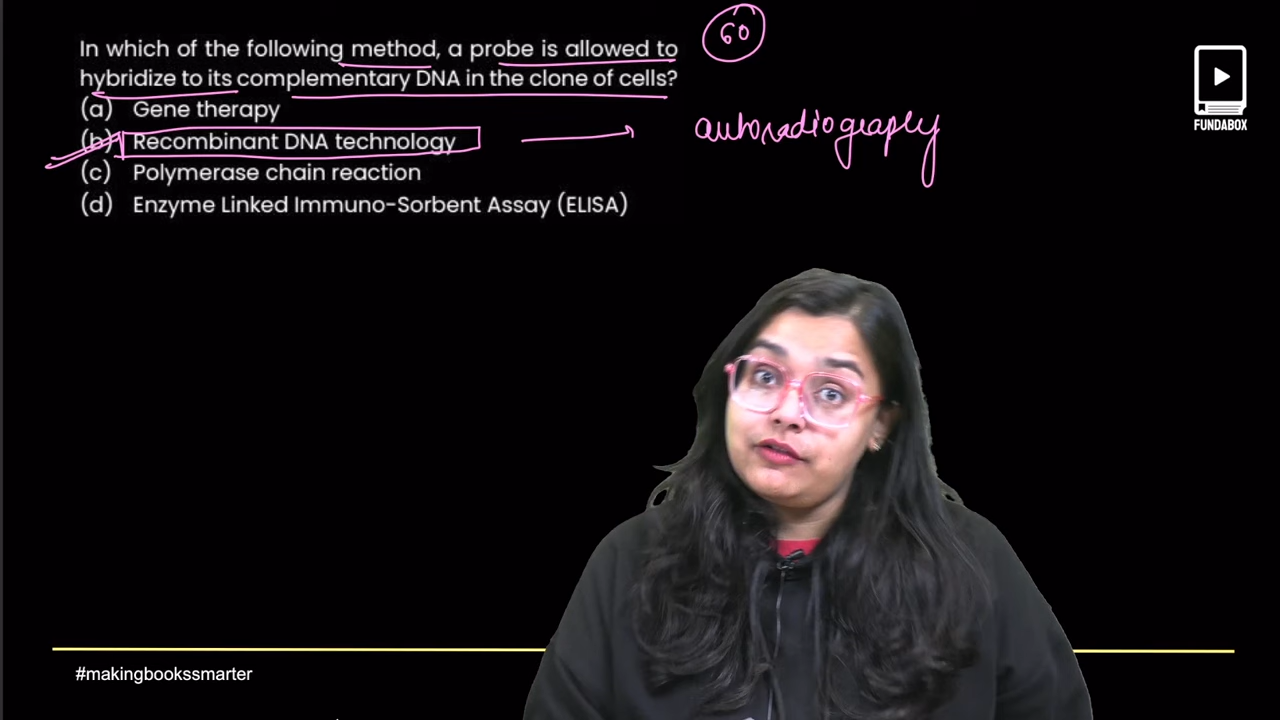 In which of the following method, a probe is allowed to
hybridize to its complementary DNA in the clone of cells?
(a) Gene therapy
(b) Recombinant DNA technology
(c) Polymerase chain reaction
(d) Enzyme Linked Immuno-Sorbent Assay (ELISA)
60
autoradiography
FUNDABOX
#makingbookssmarter